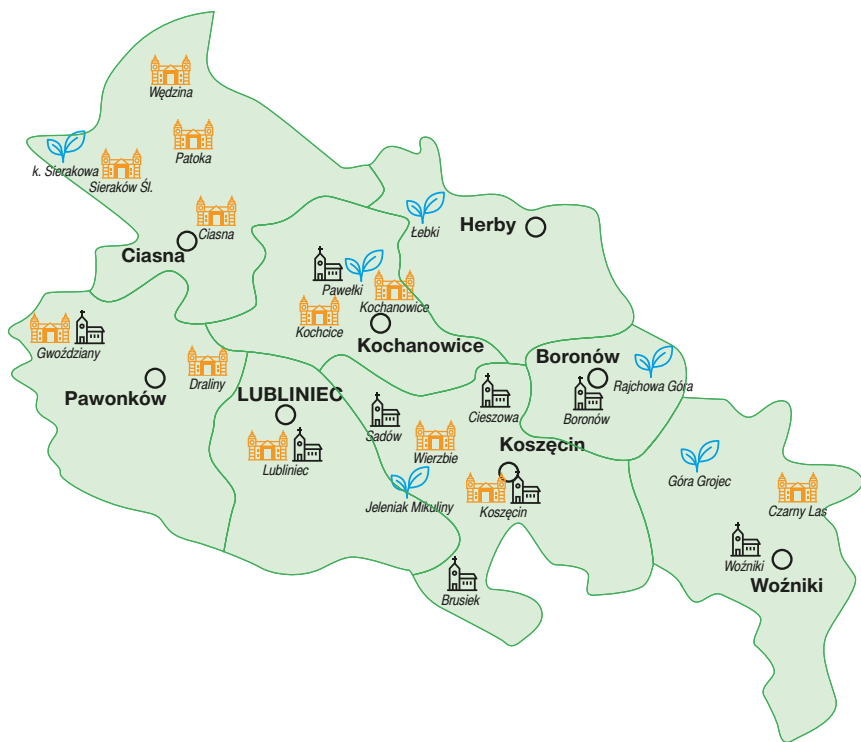 Wędzina
Patoka
k. Sierakowa
Sieraków Śl.
Ciasna
Ciasna
Łebki
Herby
Pawełki
Kochanowice
Kochcice
Kochanowice
Gwoździany
Draliny
Pawonków
LUBLINIEC
Lubliniec
Sadów
Cieszowa
Boronów
Rajchowa Góra
Boronów
Wierzbie
Koszęcin
Jeleniak Mikuliny
Koszęcin
Góra Grojec
Czarny Las
Woźniki
Woźniki
Brusiek